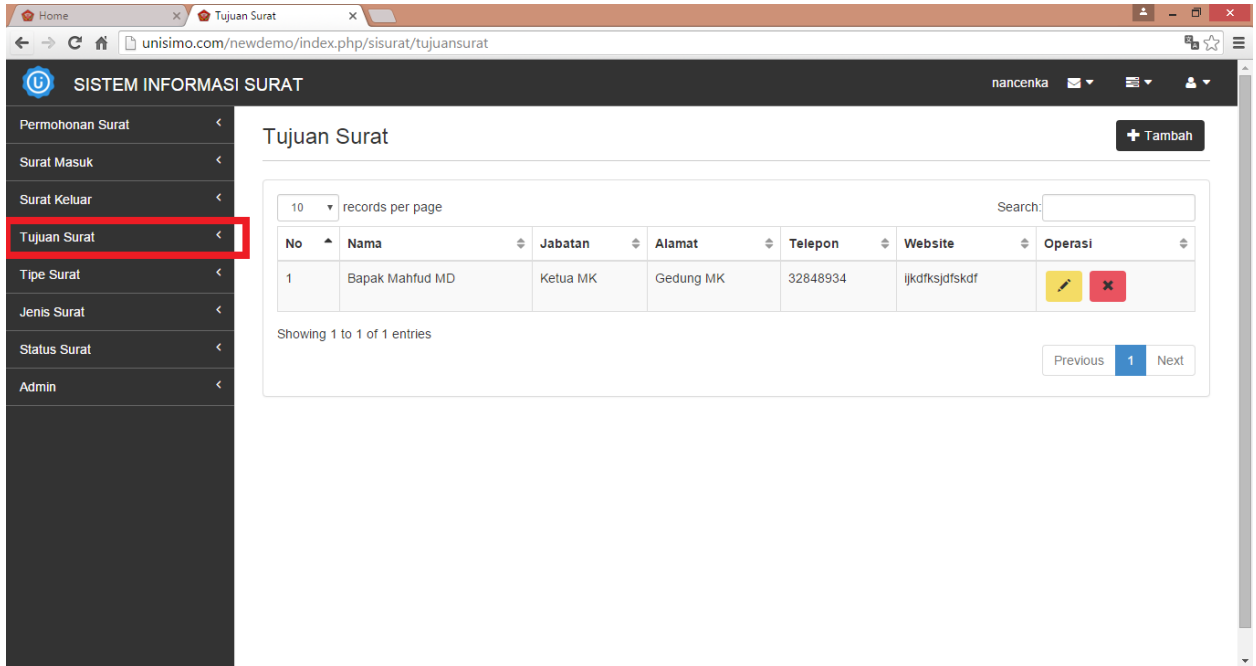 Home
Tujuan Surat
unisimo.com/newdemo/index.php/sisurat/tujuansurat
SISTEM INFORMASI SURAT
nancenka
Permohonan Surat
Surat Masuk
Surat Keluar
Tujuan Surat
Tipe Surat
Jenis Surat
Status Surat
Admin
Tujuan Surat
Tambah
10 records per page
Search:
No Nama Jabatan Alamat Telepon Website Operasi
1 Bapak Mahfud MD Ketua MK Gedung MK 32848934 ijkdfksjdfskdf
Showing 1 to 1 of 1 entries
Previous 1 Next